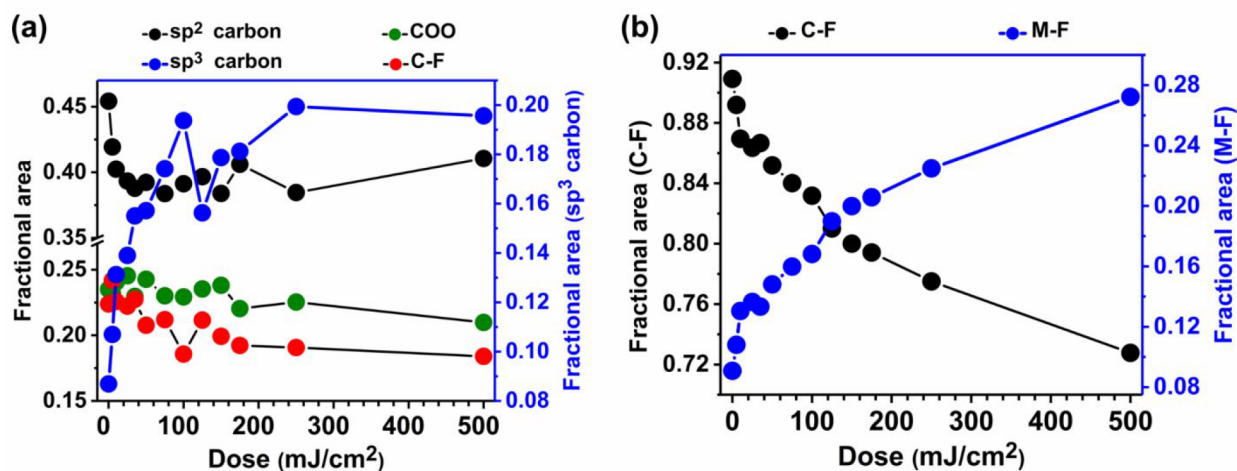 (a)
sp² carbon
COO
sp³ carbon
C-F
0.45
0.40
0.35
0.25
0.20
0.15
Fractional area
0.20
0.18
0.16
0.14
0.13
0.12
0.10
0.08
Fractional area (sp³ carbon)
0 100 200 300 400 500
Dose (mJ/cm²)
(b)
C-F
M-F
0.92
0.88
0.84
0.80
0.76
0.72
Fractional area (C-F)
0.28
0.24
0.20
0.16
0.12
0.08
Fractional area (M-F)
0 100 200 300 400 500
Dose (mJ/cm²)